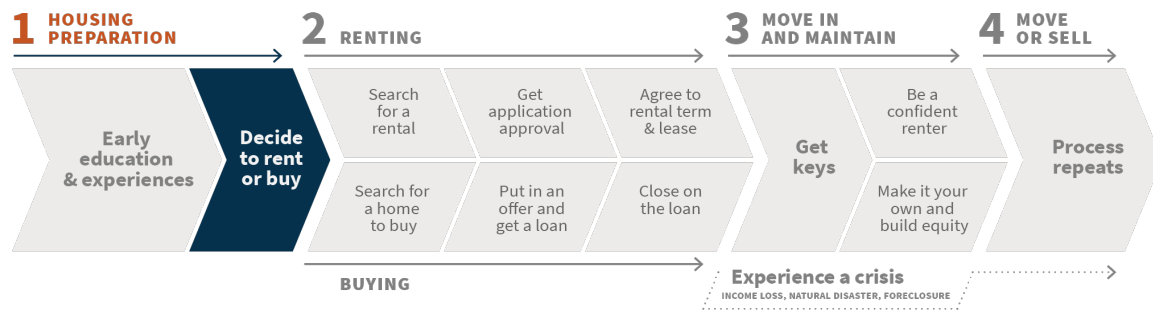 1 HOUSING
PREPARATION
2 RENTING
3 MOVE IN
AND MAINTAIN
4 MOVE
OR SELL
Early
education
& experiences
Decide
to rent
or buy
Search
for a
rental
Get
application
approval
Agree to
rental term
& lease
Search for
a home
to buy
Put in an
offer and
get a loan
Close on
the loan
Get
keys
Be a
confident
renter
Make it your
own and
build equity
Process
repeats
BUYING
Experience a crisis
INCOME LOSS, NATURAL DISASTER, FORECLOSURE